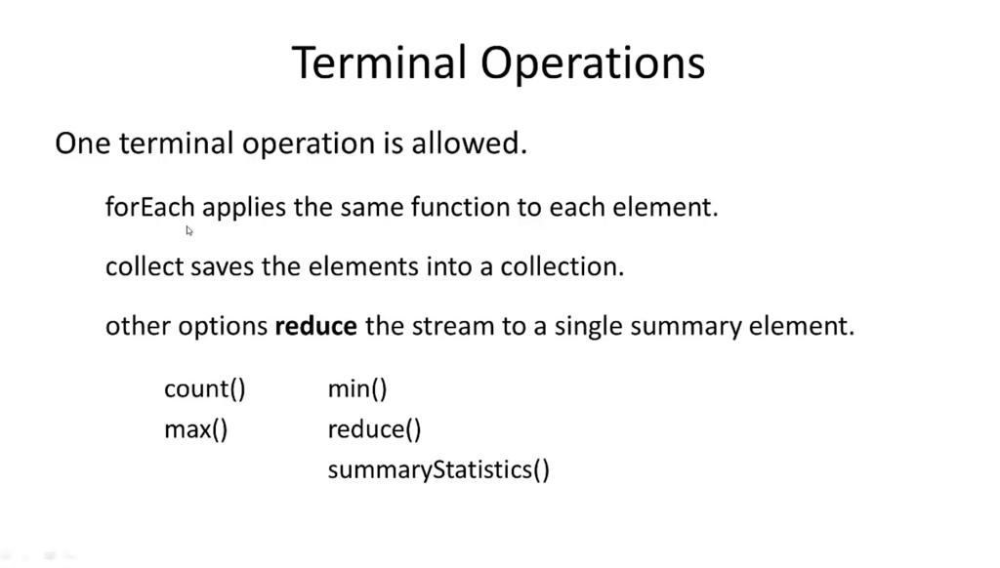 Terminal Operations
One terminal operation is allowed.
forEach applies the same function to each element.
collect saves the elements into a collection.
other options reduce the stream to a single summary element.
count() min()
max() reduce()
summaryStatistics()